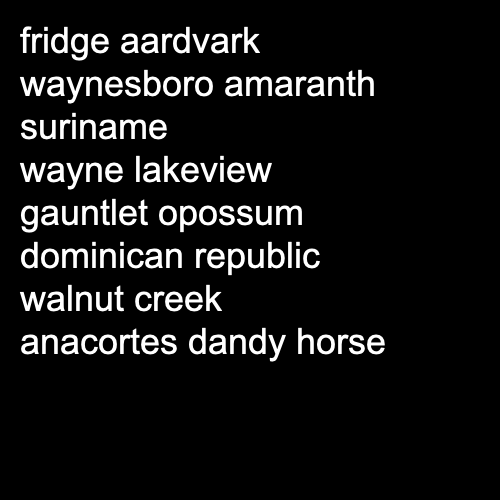 fridge aardvark
waynesboro amaranth
suriname
wayne lakeview
gauntlet opossum
dominican republic
walnut creek
anacortes dandy horse